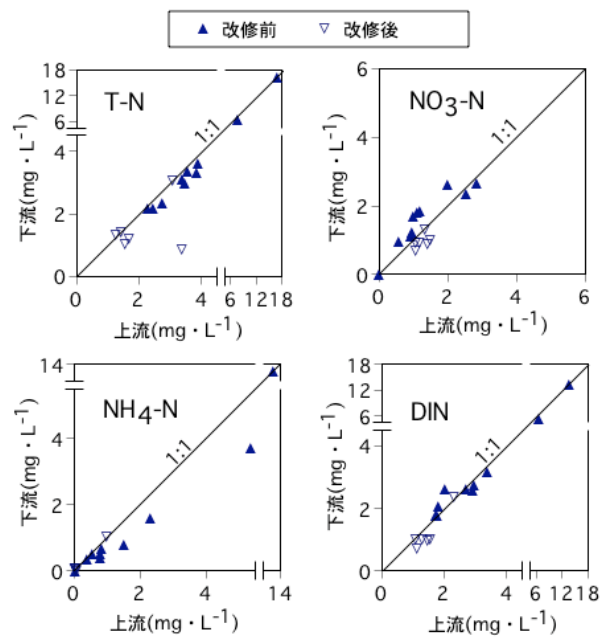 ▲ 改修前 ▽ 改修後
T-N
1:1
下流(mg・L⁻¹)
18
12
6
4
2
0
0 2 4 6 12 18
上流(mg・L⁻¹)
NO₃-N
1:1
下流(mg・L⁻¹)
6
4
2
0
0 2 4 6
上流(mg・L⁻¹)
NH₄-N
1:1
下流(mg・L⁻¹)
14
4
2
0
0 2 4 14
上流(mg・L⁻¹)
DIN
1:1
下流(mg・L⁻¹)
18
12
6
4
2
0
0 2 4 6 12 18
上流(mg・L⁻¹)